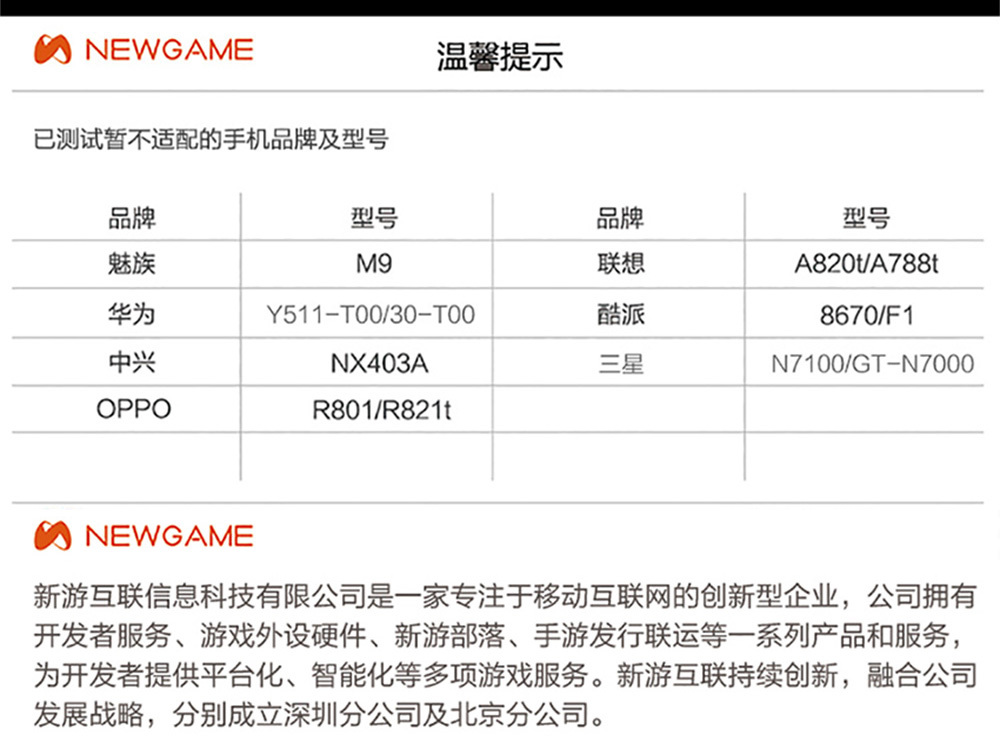 NEWGAME
温馨提示
已测试暂不适配的手机品牌及型号
品牌 型号 品牌 型号
魅族 M9 联想 A820t/A788t
华为 Y511-T00/30-T00 酷派 8670/F1
中兴 NX403A 三星 N7100/GT-N7000
OPPO R801/R821t
NEWGAME
新游互联信息科技有限公司是一家专注于移动互联网的创新型企业，公司拥有
开发者服务、游戏外设硬件、新游部落、手游发行联运等一系列产品和服务，
为开发者提供平台化、智能化等多项游戏服务。新游互联持续创新，融合公司
发展战略，分别成立深圳分公司及北京分公司。